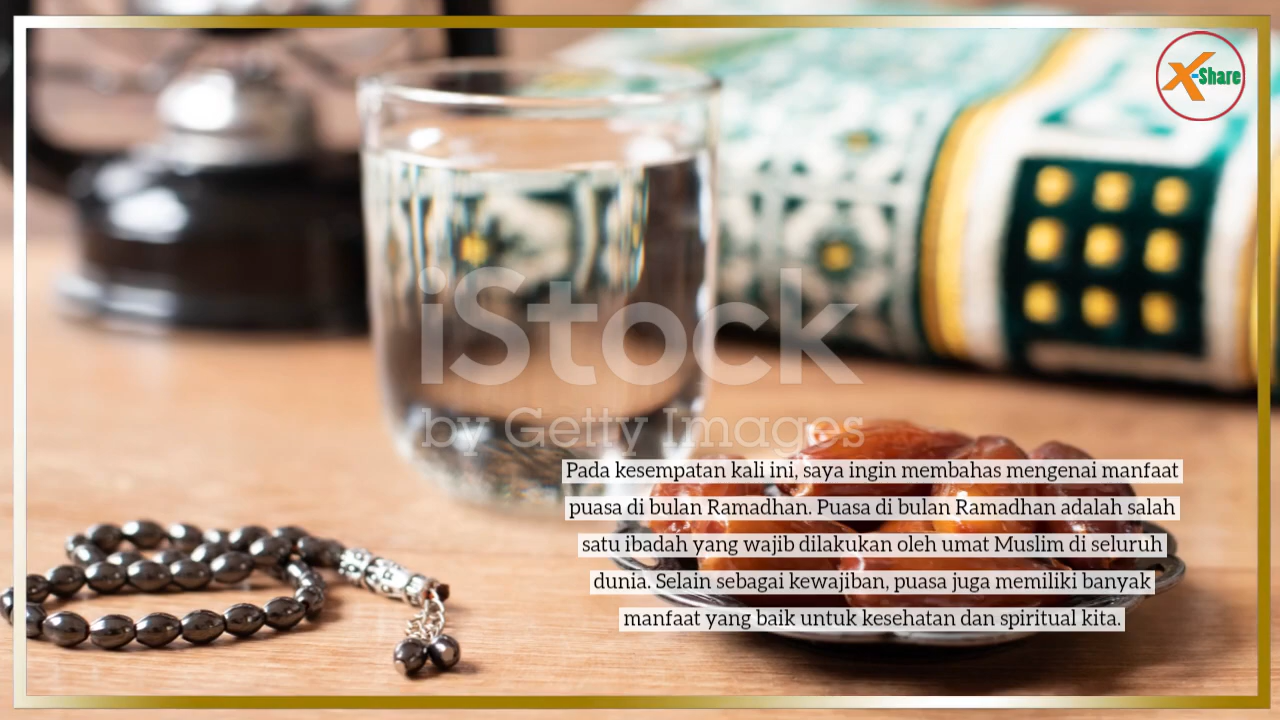 X-Share
iStock
by Getty Images
Pada kesempatan kali ini, saya ingin membahas mengenai manfaat
puasa di bulan Ramadhan. Puasa di bulan Ramadhan adalah salah
satu ibadah yang wajib dilakukan oleh umat Muslim di seluruh
dunia. Selain sebagai kewajiban, puasa juga memiliki banyak
manfaat yang baik untuk kesehatan dan spiritual kita.